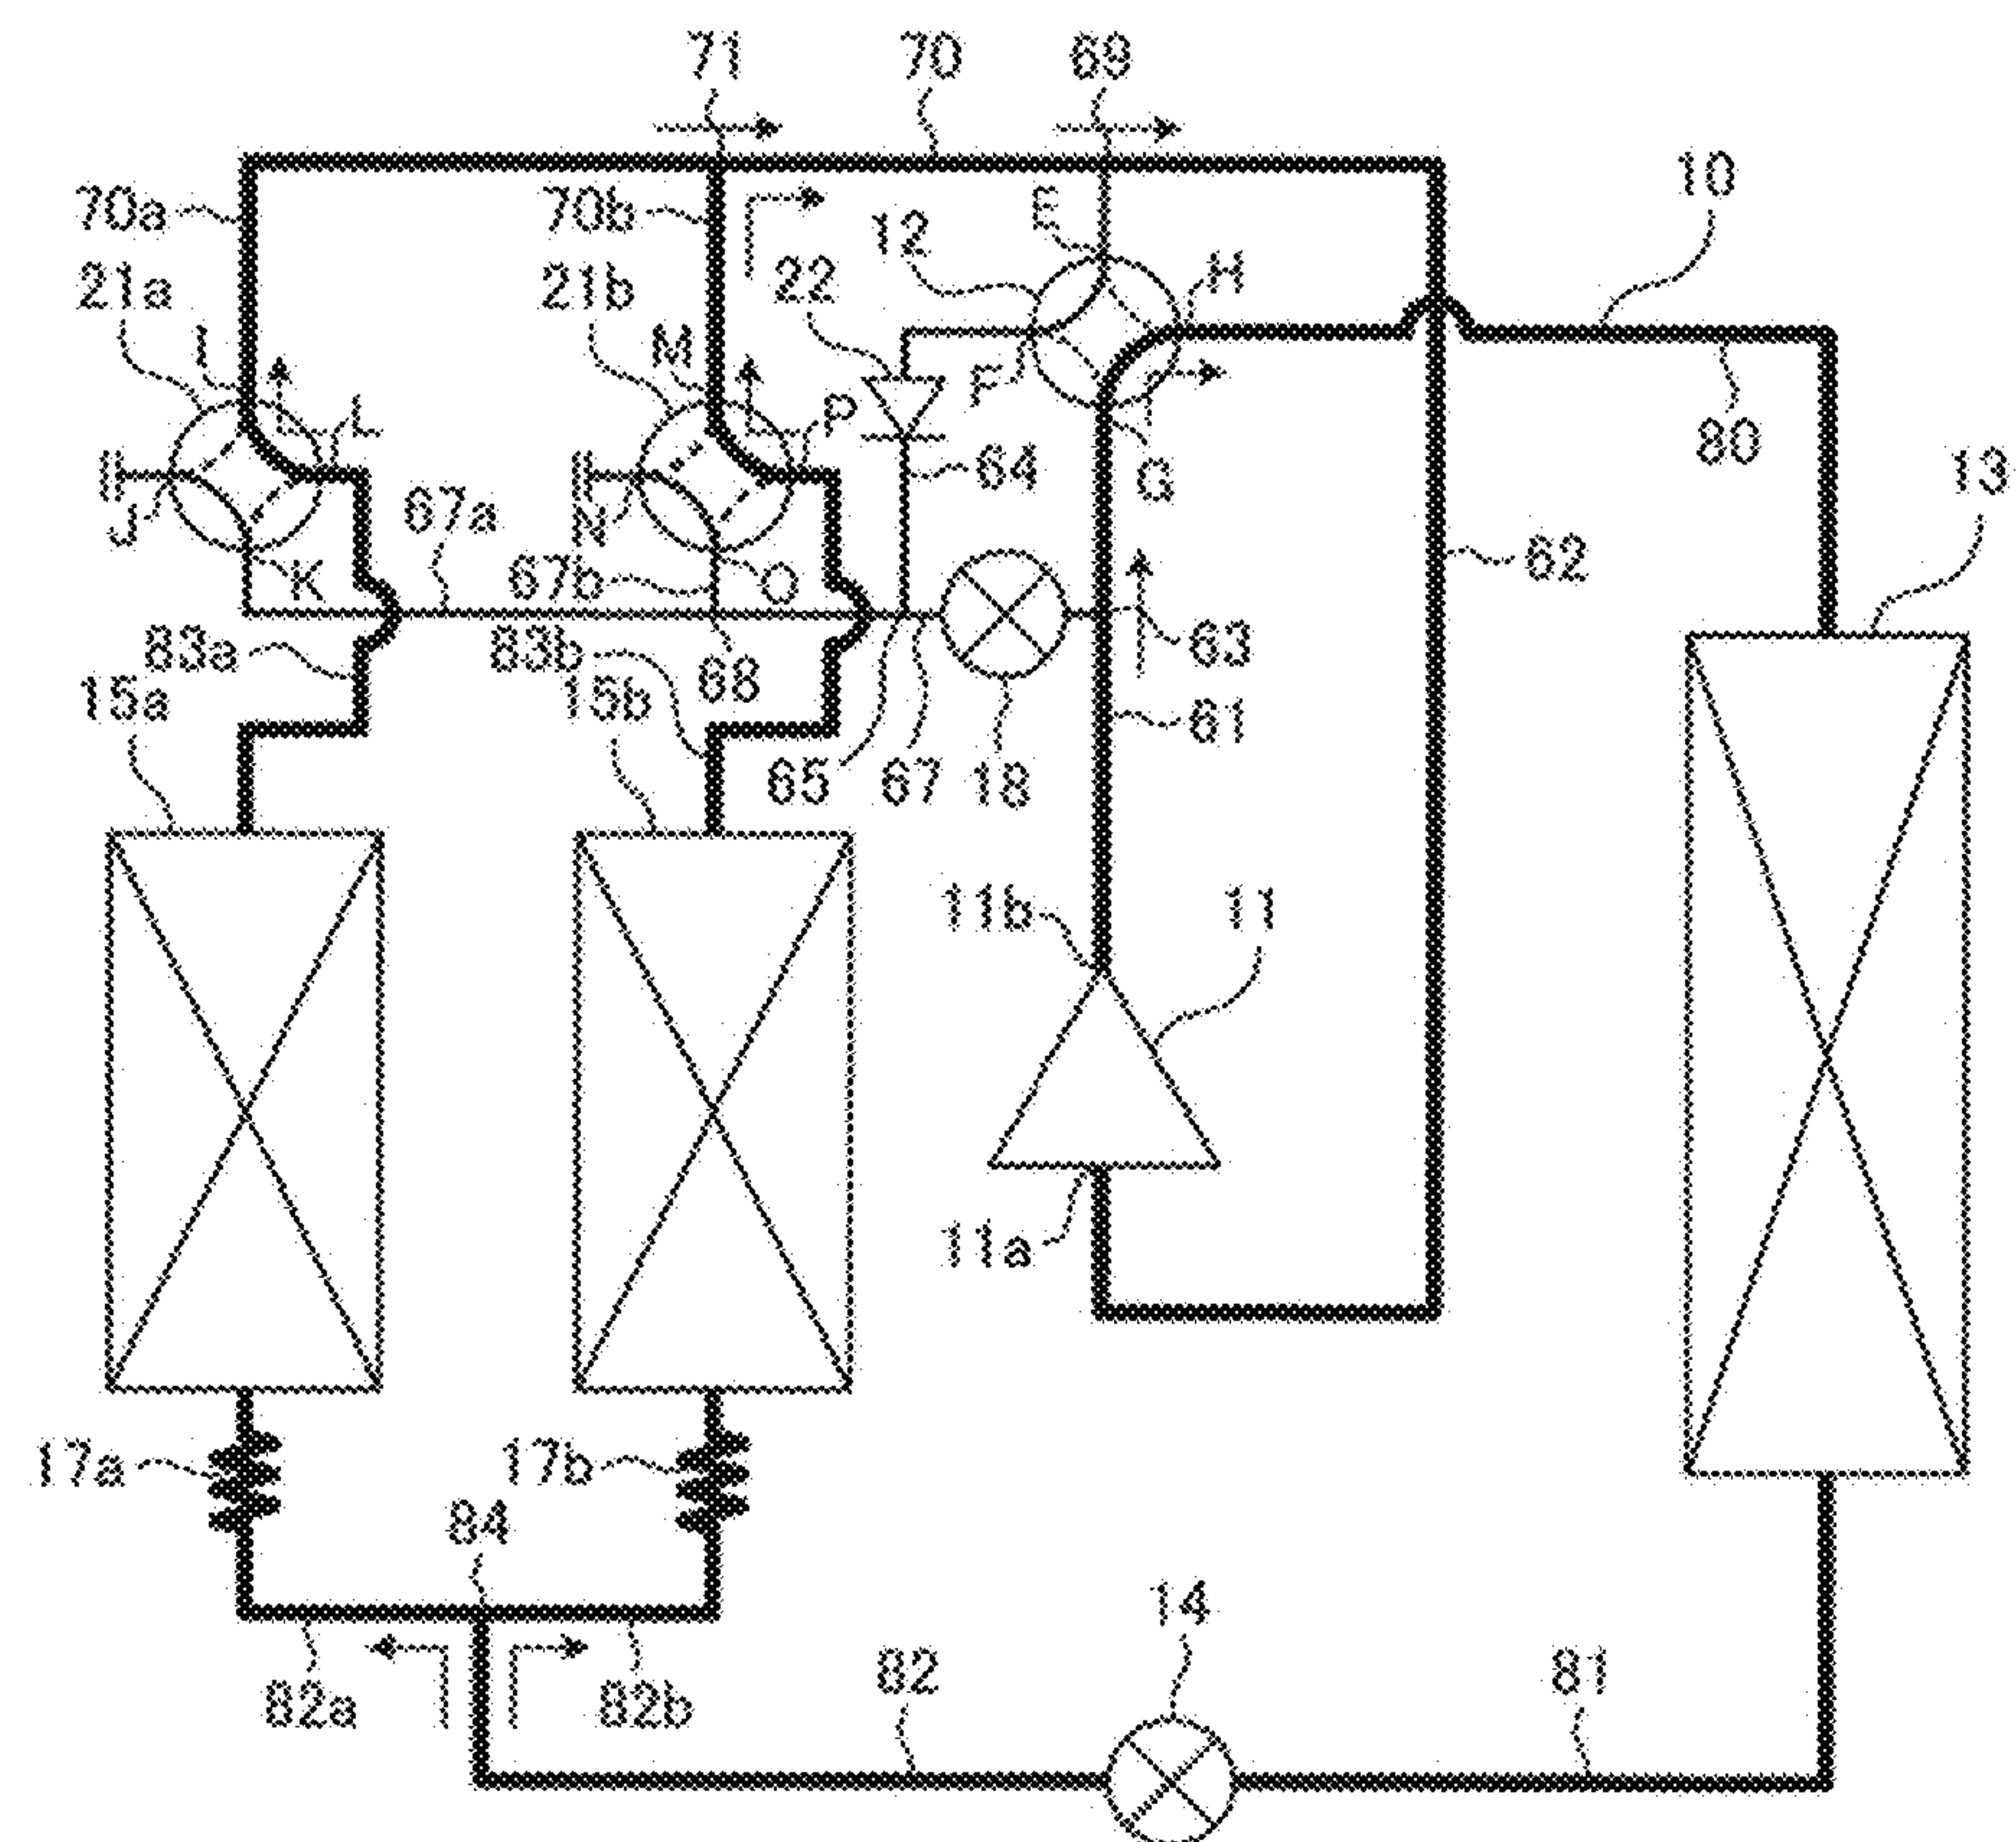 71 70 69
10
70a 70b E
12 H
21a 21b 22
I M
L P F
80
G 13
J N 64
67a
K 67b O 62
83a 83b 63
15a 15b 68
61
65 67 18
11b 11
11a
17a 17b
84
14
82a 82b 82 81